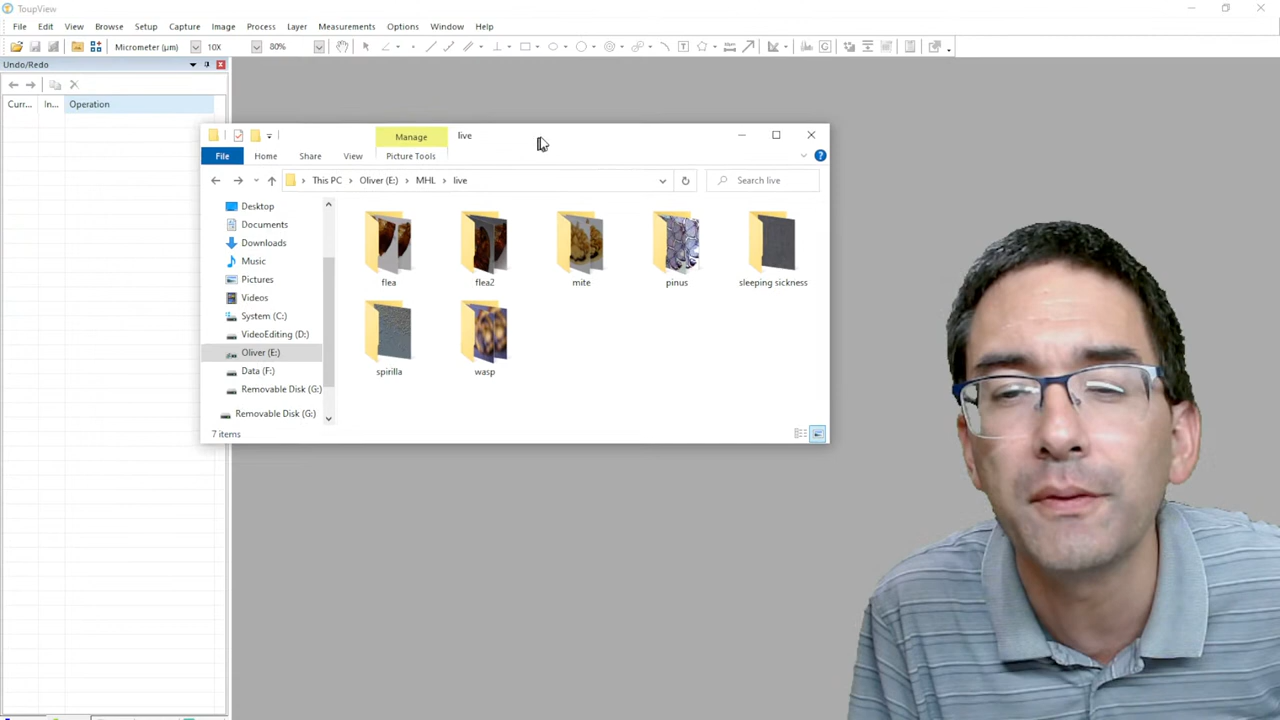 ToupView
File Edit View Browse Setup Capture Image Process Layer Measurements Options Window Help
Micrometer (μm) 10X 80%
Undo/Redo
Curr... In... Operation
Manage live
File Home Share View Picture Tools
This PC Oliver (E:) MHL live Search live
Desktop
Documents
Downloads
Music
Pictures
Videos
System (C:)
VideoEditing (D:)
Oliver (E:)
Data (F:)
Removable Disk (G:)
Removable Disk (G:)
flea flea2 mite pinus sleeping sickness
spirilla wasp
7 items